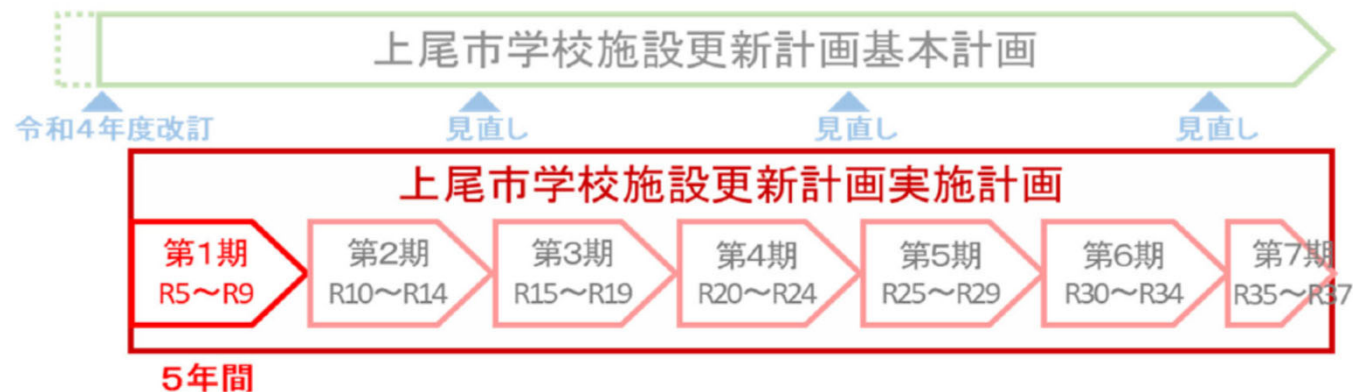 上尾市学校施設更新計画基本計画
令和4年度改訂
見直し
見直し
見直し
上尾市学校施設更新計画実施計画
第1期
R5～R9
第2期
R10～R14
第3期
R15～R19
第4期
R20～R24
第5期
R25～R29
第6期
R30～R34
第7期
R35～R37
5年間